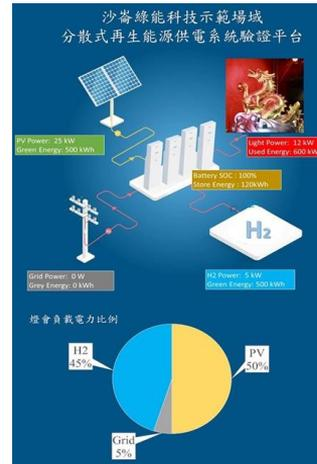 沙崙綠能科技示範場域
分散式再生能源供電系統驗證平台
PV Power: 25 kW
Green Energy: 500 kWh
Light Power: 12 kW
Used Energy: 600 kW
Battery SOC : 100%
Store Energy : 120kWh
H2
Grid Power: 0 W
Grey Energy: 0 kWh
H2 Power: 5 kW
Green Energy: 500 kWh
燈會負載電力比例
H2
45%
PV
50%
Grid
5%